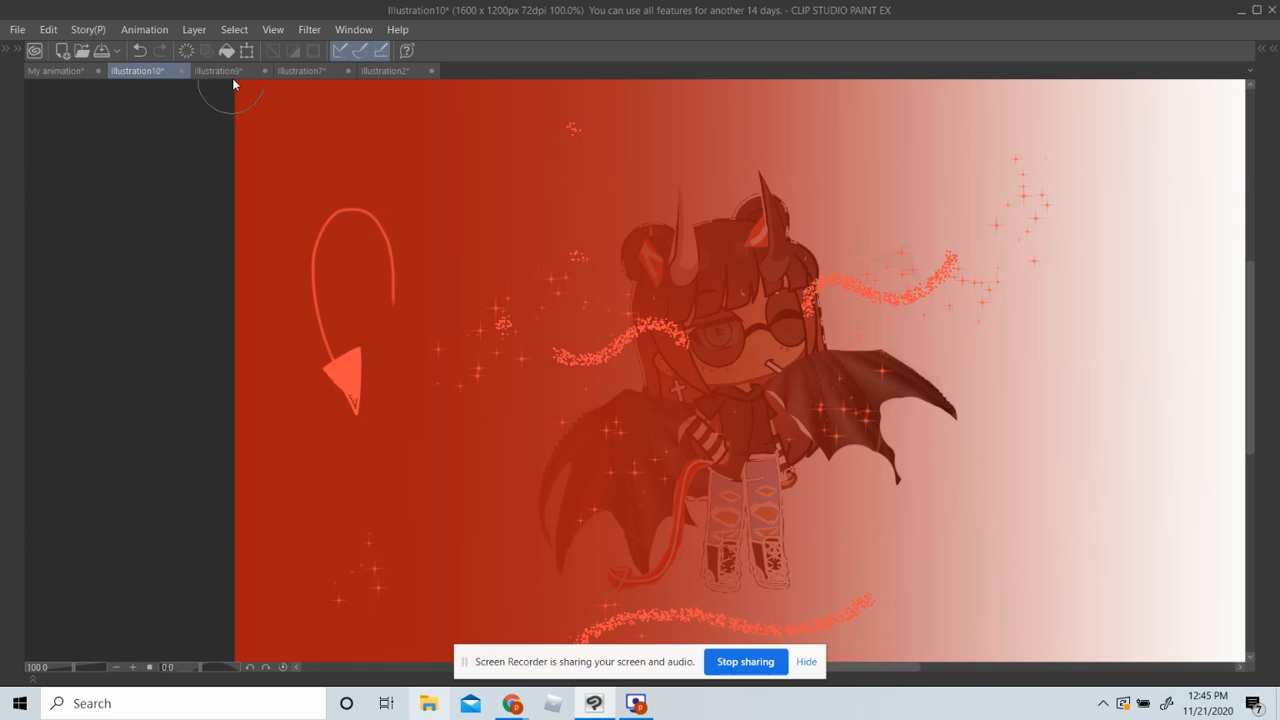 Illustration10* (1600 x 1200px 72dpi 100.0%)  You can use all features for another 14 days. - CLIP STUDIO PAINT EX
File Edit Story(P) Animation Layer Select View Filter Window Help
My animation* Illustration10* Illustration9* Illustration7* Illustration2*
100.0 0.0
Screen Recorder is sharing your screen and audio. Stop sharing Hide
Search
12:45 PM
11/21/2020
7